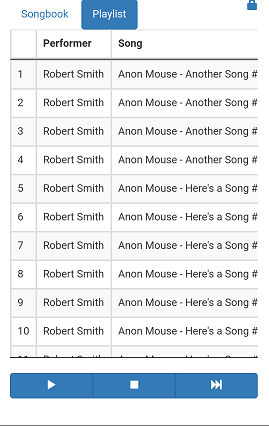 Songbook Playlist
Performer Song
1 Robert Smith Anon Mouse - Another Song #
2 Robert Smith Anon Mouse - Another Song #
3 Robert Smith Anon Mouse - Another Song #
4 Robert Smith Anon Mouse - Another Song #
5 Robert Smith Anon Mouse - Here's a Song #
6 Robert Smith Anon Mouse - Here's a Song #
7 Robert Smith Anon Mouse - Here's a Song #
8 Robert Smith Anon Mouse - Here's a Song #
9 Robert Smith Anon Mouse - Here's a Song #
10 Robert Smith Anon Mouse - Here's a Song #